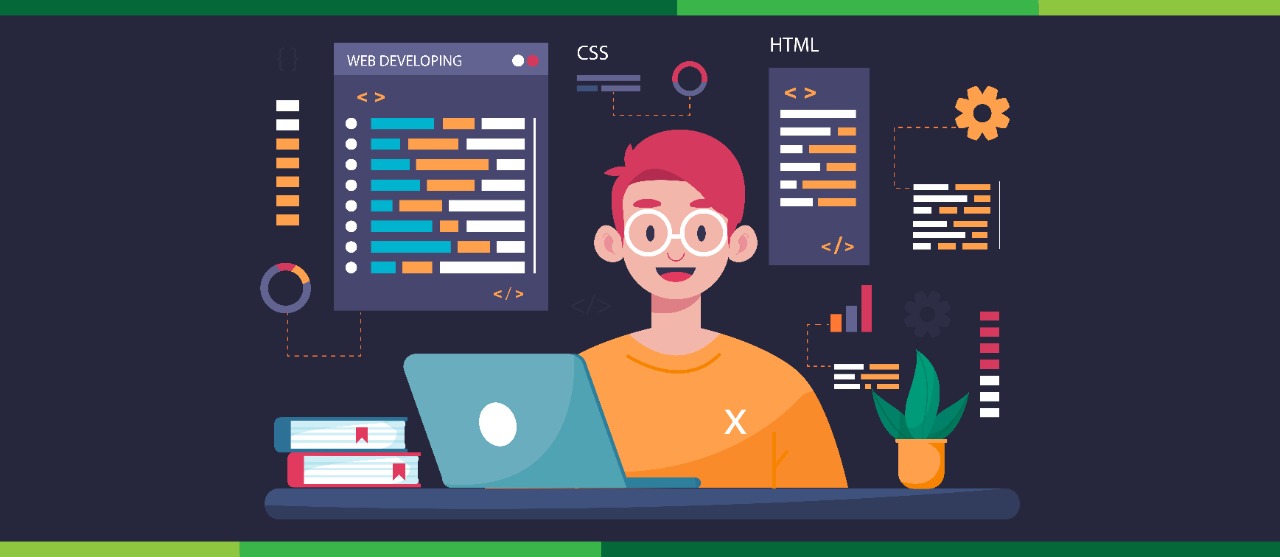 { }
WEB DEVELOPING
< >
</>
CSS
HTML
< >
</>
</>
X